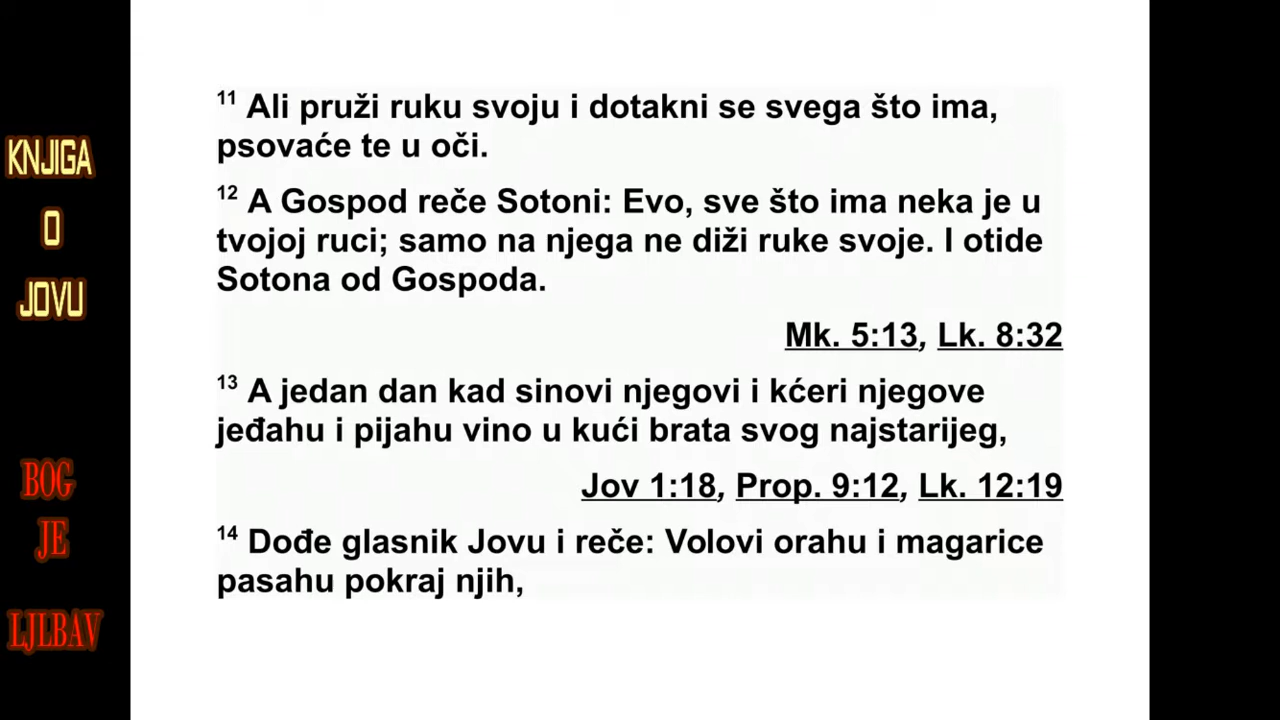 KNJIGA
O
JOVU
BOG
JE
LJLBAV
11 Ali pruži ruku svoju i dotakni se svega što ima,
psovaće te u oči.
12 A Gospod reče Sotoni: Evo, sve što ima neka je u
tvojoj ruci; samo na njega ne diži ruke svoje. I otide
Sotona od Gospoda.
Mk. 5:13, Lk. 8:32
13 A jedan dan kad sinovi njegovi i kćeri njegove
jeđahu i pijahu vino u kući brata svog najstarijeg,
Jov 1:18, Prop. 9:12, Lk. 12:19
14 Dođe glasnik Jovu i reče: Volovi orahu i magarice
pasahu pokraj njih,